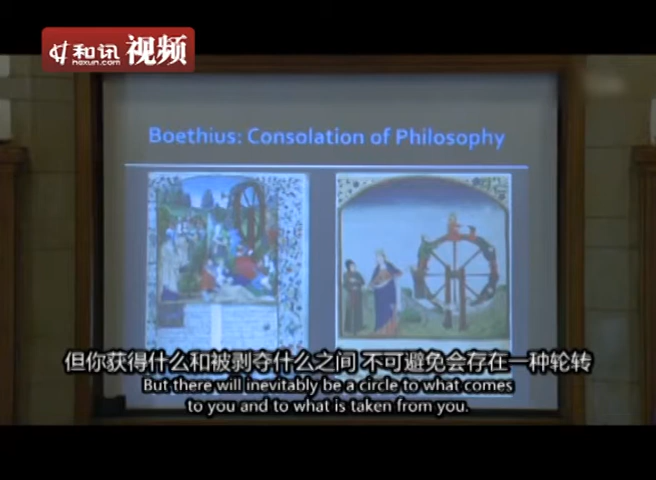 和讯
hexun.com
视频
Boethius: Consolation of Philosophy
但你获得什么和被剥夺什么之间 不可避免会存在一种轮转
But there will inevitably be a circle to what comes
to you and to what is taken from you.